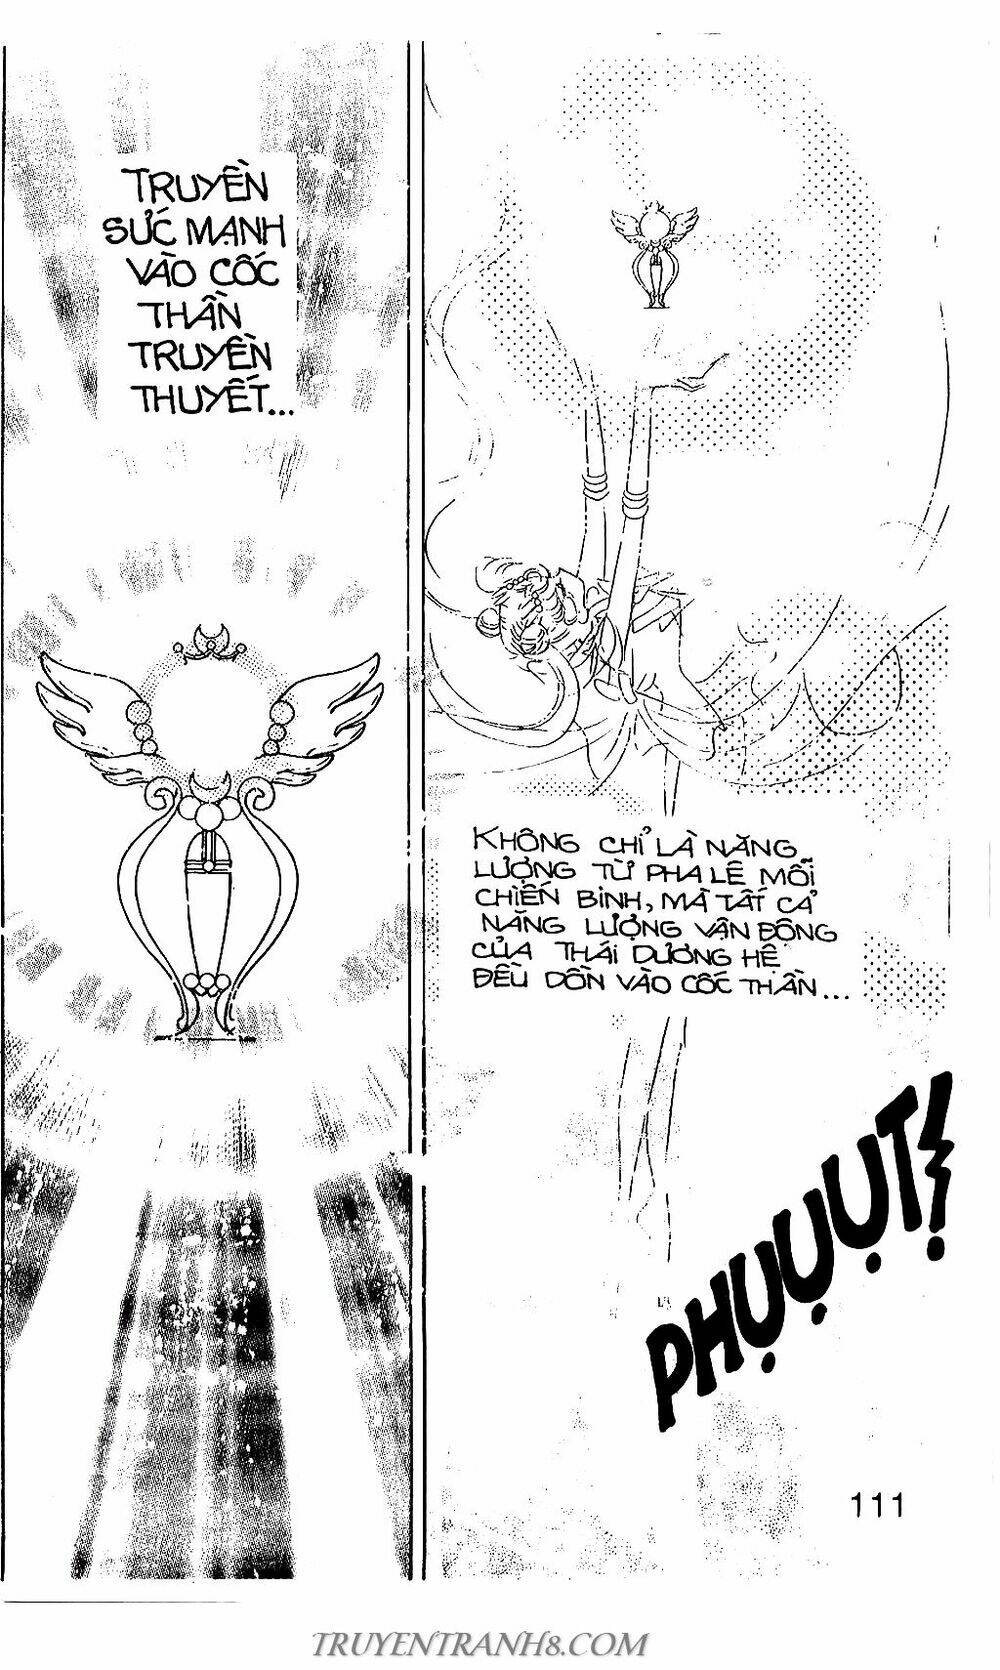 TRUYỀN
SỨC MẠNH
VÀO CỐC
THẦN
TRUYỀN
THUYẾT...
KHÔNG CHỈ LÀ NĂNG
LƯỢNG TỪ PHA LÊ MỖI
CHIẾN BINH, MÀ TẤT CẢ
NĂNG LƯỢNG VẬN ĐỘNG
CỦA THÁI DƯƠNG HỆ
ĐỀU DỒN VÀO CỐC THẦN...
PHỤỤỤT!
111
TRUYENTRANH8.COM